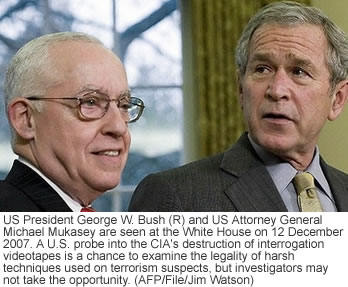 US President George W. Bush (R) and US Attorney General
Michael Mukasey are seen at the White House on 12 December
2007. A U.S. probe into the CIA's destruction of interrogation
videotapes is a chance to examine the legality of harsh
techniques used on terrorism suspects, but investigators may
not take the opportunity. (AFP/File/Jim Watson)